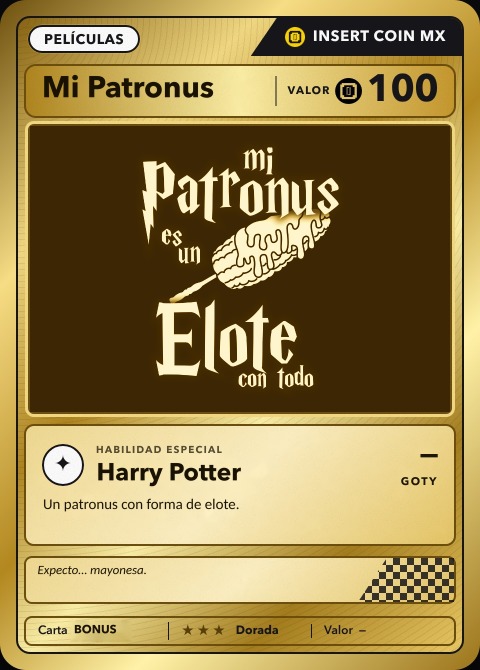 PELÍCULAS
INSERT COIN MX
Mi Patronus
VALOR 100
mi
Patronus
es
un
Elote
con todo
HABILIDAD ESPECIAL
Harry Potter
–
GOTY
Un patronus con forma de elote.
Expecto... mayonesa.
Carta BONUS
★ ★ ★ Dorada
Valor –